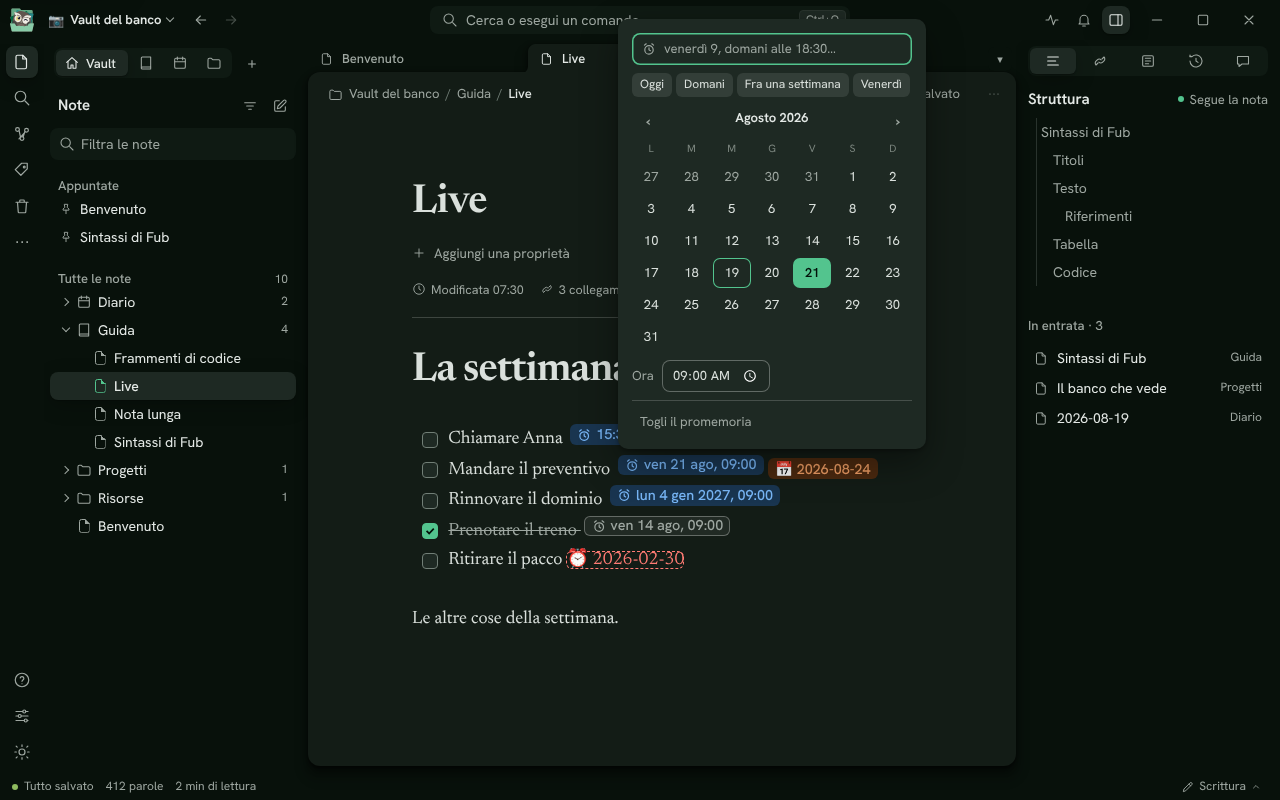 Vault del banco
Cerca o esegui un comando
Vault
Benvenuto
Live
Note
Filtra le note
Appuntate
Benvenuto
Sintassi di Fub
Tutte le note 10
Diario 2
Guida 4
Frammenti di codice
Live
Nota lunga
Sintassi di Fub
Progetti 1
Risorse 1
Benvenuto
Tutto salvato 412 parole 2 min di lettura
Vault del banco / Guida / Live
alvato
Live
Aggiungi una proprietà
Modificata 07:30 3 collegam
La settimana
Chiamare Anna 15:3
Mandare il preventivo ven 21 ago, 09:00 2026-08-24
Rinnovare il dominio lun 4 gen 2027, 09:00
Prenotare il treno ven 14 ago, 09:00
Ritirare il pacco ⏰ 2026-02-30
Le altre cose della settimana.
venerdì 9, domani alle 18:30…
Oggi Domani Fra una settimana Venerdì
‹ Agosto 2026 ›
L M M G V S D
27 28 29 30 31 1 2
3 4 5 6 7 8 9
10 11 12 13 14 15 16
17 18 19 20 21 22 23
24 25 26 27 28 29 30
31
Ora 09:00 AM
Togli il promemoria
Struttura Segue la nota
Sintassi di Fub
Titoli
Testo
Riferimenti
Tabella
Codice
In entrata · 3
Sintassi di Fub Guida
Il banco che vede Progetti
2026-08-19 Diario
Scrittura